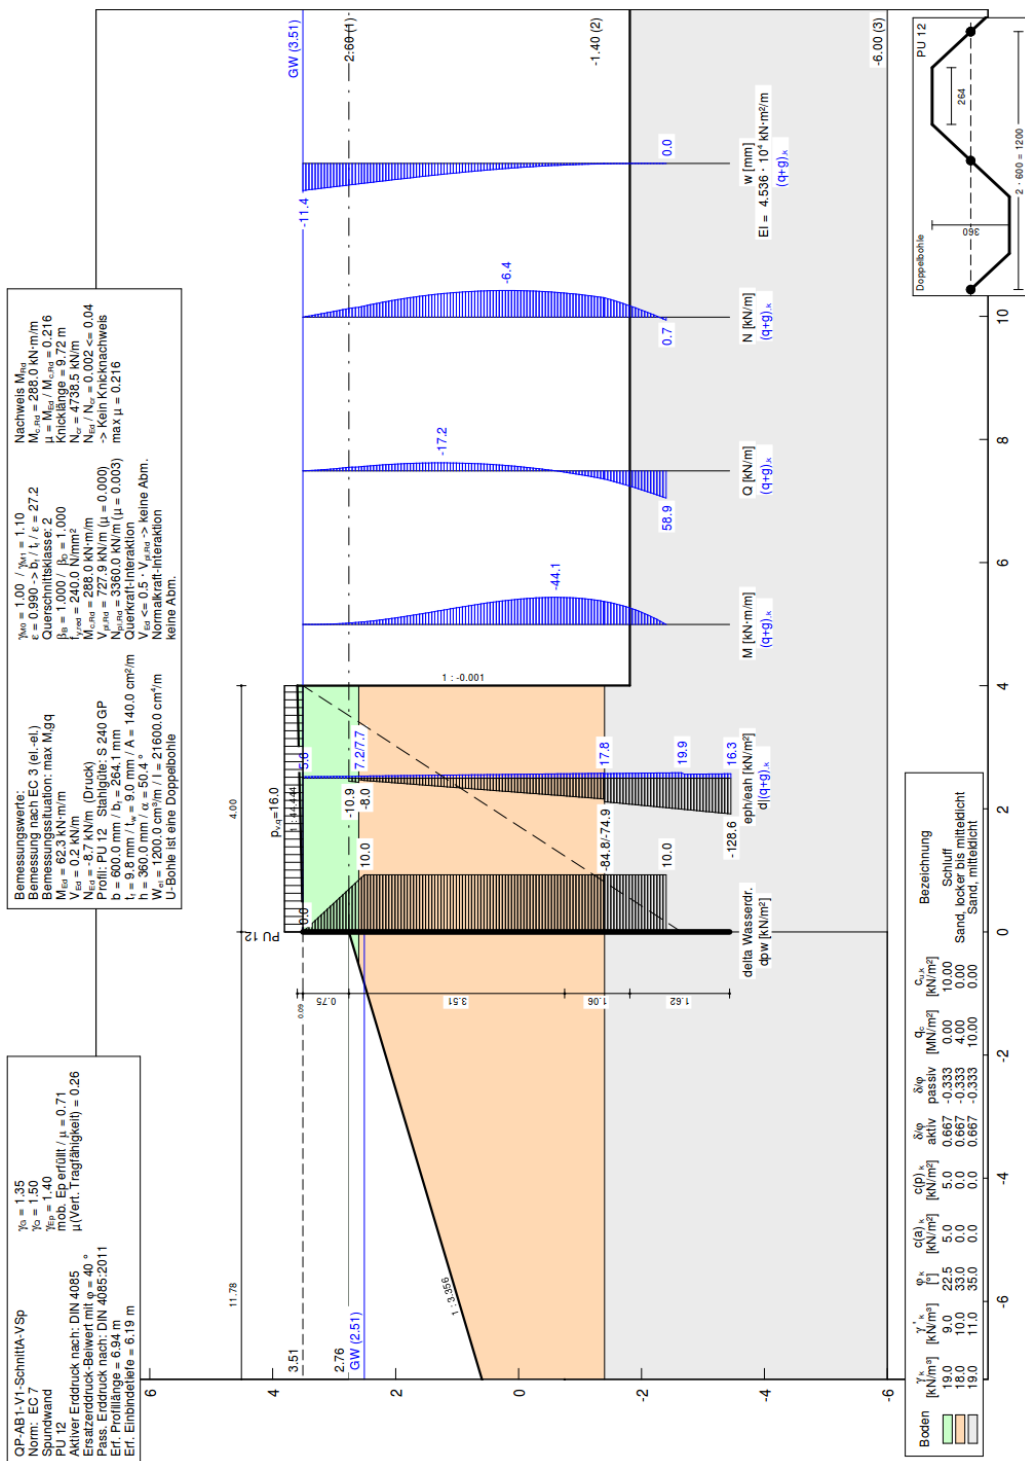 QP-AB1-V1-SchnittA-VSp
Norm: EC 7
Spundwand
PU 12
Aktiver Erddruck nach: DIN 4085
Ersatzerddruck-Beiwert mit φ = 40 °
Pass. Erddruck nach: DIN 4085:2011
Erf. Profillänge = 6.94 m
Erf. Einbindetiefe = 6.19 m
γG = 1.35
γQ = 1.50
γEp = 1.40
mob. Ep erfüllt / μ = 0.71
μ(Vert. Tragfähigkeit) = 0.26
Bemessungswerte:
Bemessung nach EC 3 (el.-el.)
Bemessungssituation: max M,gq
MEd = 62.3 kN·m/m
VEd = 0.2 kN/m
NEd = -8.7 kN/m (Druck)
Profil: PU 12 Stahlgüte: S 240 GP
b = 600.0 mm / bf = 264.1 mm
tf = 9.8 mm / tw = 9.0 mm / A = 140.0 cm²/m
h = 360.0 mm / α = 50.4 °
Wel = 1200.0 cm³/m / I = 21600.0 cm⁴/m
U-Bohle ist eine Doppelbohle
γM0 = 1.00 / γM1 = 1.10
ε = 0.990 -> bf / tf / ε = 27.2
Querschnittsklasse: 2
βB = 1.000 / βD = 1.000
fy,red = 240.0 N/mm²
Mc,Rd = 288.0 kN·m/m
Vpl,Rd = 727.9 kN/m (μ = 0.000)
Npl,Rd = 3360.0 kN/m (μ = 0.003)
Querkraft-Interaktion
VEd <= 0.5 · Vpl,Rd -> keine Abm.
Normalkraft-Interaktion
keine Abm.
Nachweis MRd
Mc,Rd = 288.0 kN·m/m
μ = MEd / Mc,Rd = 0.216
Knicklänge = 9.72 m
Ncr = 4738.5 kN/m
NEd / Ncr = 0.002 <= 0.04
-> Kein Knicknachweis
max μ = 0.216
11.78
4.00
pv,q=16.0
1 : 41.444
PU 12
3.51
2.76
GW (2.51)
1 : 3.356
0.75
3.51
1.06
1.62
0.0
10.0
10.0
delta Wasserdr.
dpw [kN/m²]
5.6
-10.9
-8.0
7.2/7.7
17.8
-84.8/-74.9
19.9
16.3
-128.6
eph/eah [kN/m²]
d|(q+g),k
1 : -0.001
-44.1
M [kN·m/m]
(q+g),k
-17.2
58.9
Q [kN/m]
(q+g),k
-6.4
0.7
N [kN/m]
(q+g),k
-11.4
0.0
w [mm]
EI = 4.536 · 10⁴ kN·m²/m
(q+g),k
GW (3.51)
2.60 (1)
-1.40 (2)
-6.00 (3)
6
4
2
0
-2
-4
-6
-6
-4
-2
0
2
4
6
8
10
Boden γk [kN/m³] γ'k [kN/m³] φk [°] c(a)k [kN/m²] c(p)k [kN/m²] δ/φ aktiv δ/φ passiv qc [MN/m²] cu,k [kN/m²] Bezeichnung
19.0 9.0 22.5 5.0 5.0 0.667 -0.333 0.00 10.00 Schluff
18.0 10.0 33.0 0.0 0.0 0.667 -0.333 4.00 0.00 Sand, locker bis mitteldicht
19.0 11.0 35.0 0.0 0.0 0.667 -0.333 10.00 0.00 Sand, mitteldicht
Doppelbohle
PU 12
360
264
2 · 600 = 1200